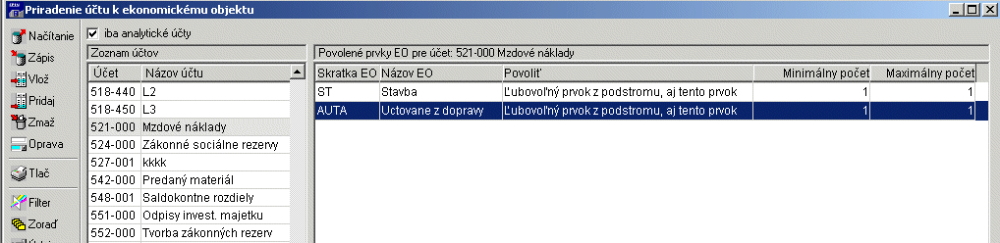 Priradenie účtu k ekonomickému objektu
Načítanie
Zápis
Vlož
Pridaj
Zmaž
Oprava
Tlač
Filter
Zoraď
iba analytické účty
Zoznam účtov
Účet Názov účtu
518-440 L2
518-450 L3
521-000 Mzdové náklady
524-000 Zákonné sociálne rezervy
527-001 kkkk
542-000 Predaný materiál
548-001 Saldokontne rozdiely
551-000 Odpisy invest. majetku
552-000 Tvorba zákonných rezerv
Povolené prvky EO pre účet: 521-000 Mzdové náklady
Skratka EO Názov EO Povoliť Minimálny počet Maximálny počet
ST Stavba Ľubovoľný prvok z podstromu, aj tento prvok 1 1
AUTA Uctovane z dopravy Ľubovoľný prvok z podstromu, aj tento prvok 1 1